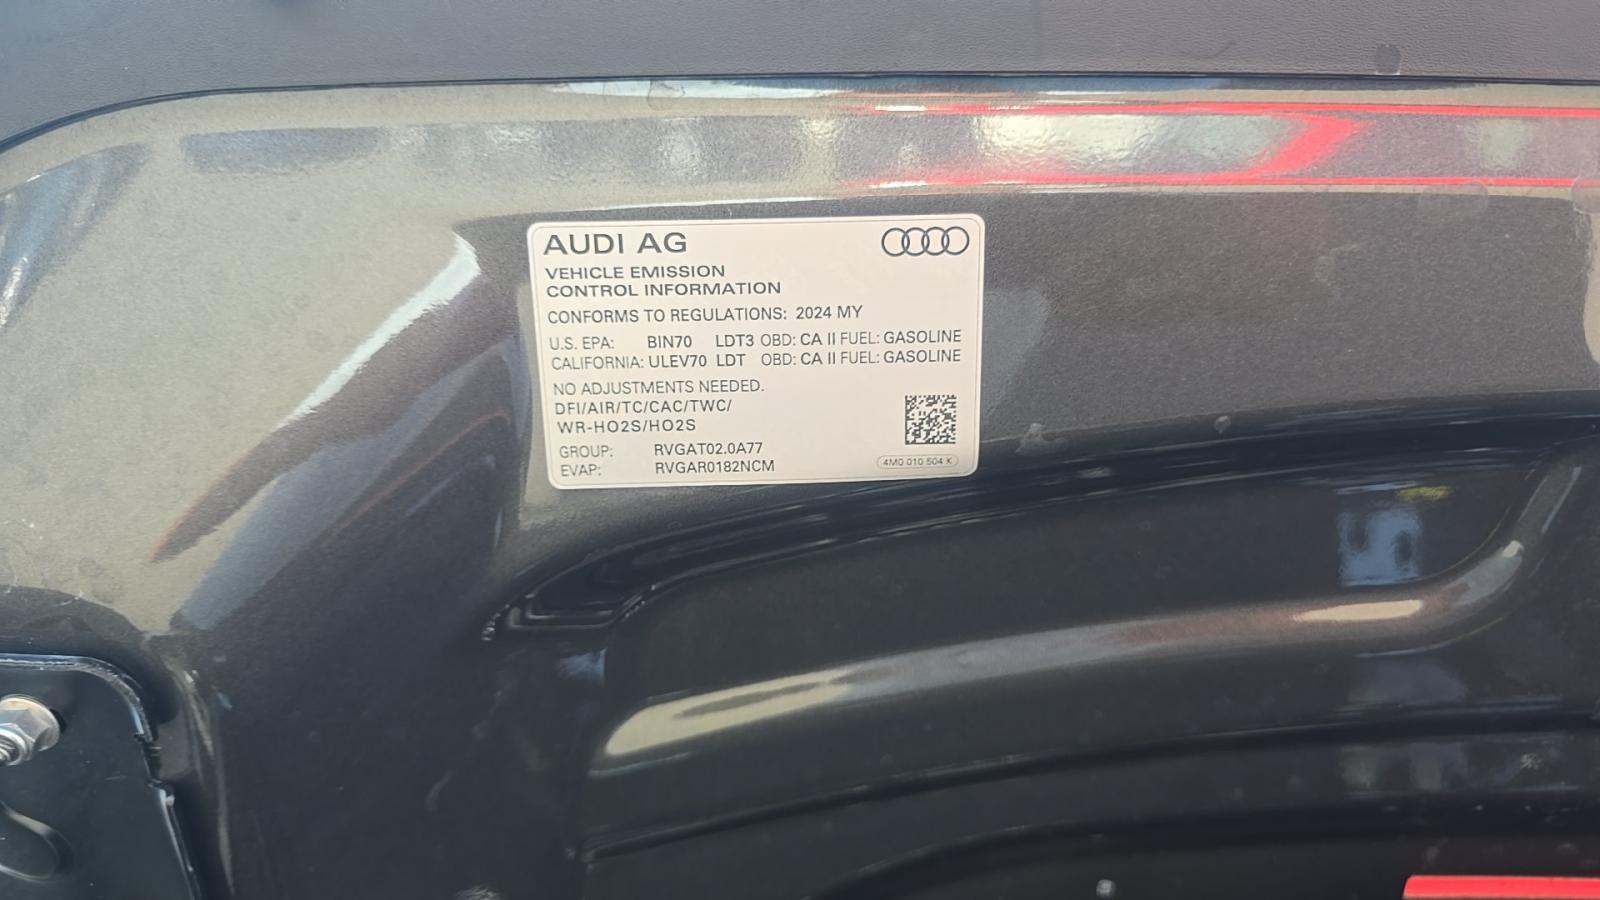 AUDI AG
VEHICLE EMISSION
CONTROL INFORMATION
CONFORMS TO REGULATIONS: 2024 MY
U.S. EPA: BIN70 LDT3 OBD: CA II FUEL: GASOLINE
CALIFORNIA: ULEV70 LDT OBD: CA II FUEL: GASOLINE
NO ADJUSTMENTS NEEDED.
DFI/AIR/TC/CAC/TWC/
WR-HO2S/HO2S
GROUP: RVGAT02.0A77
EVAP: RVGAR0182NCM
4M0 010 504 K